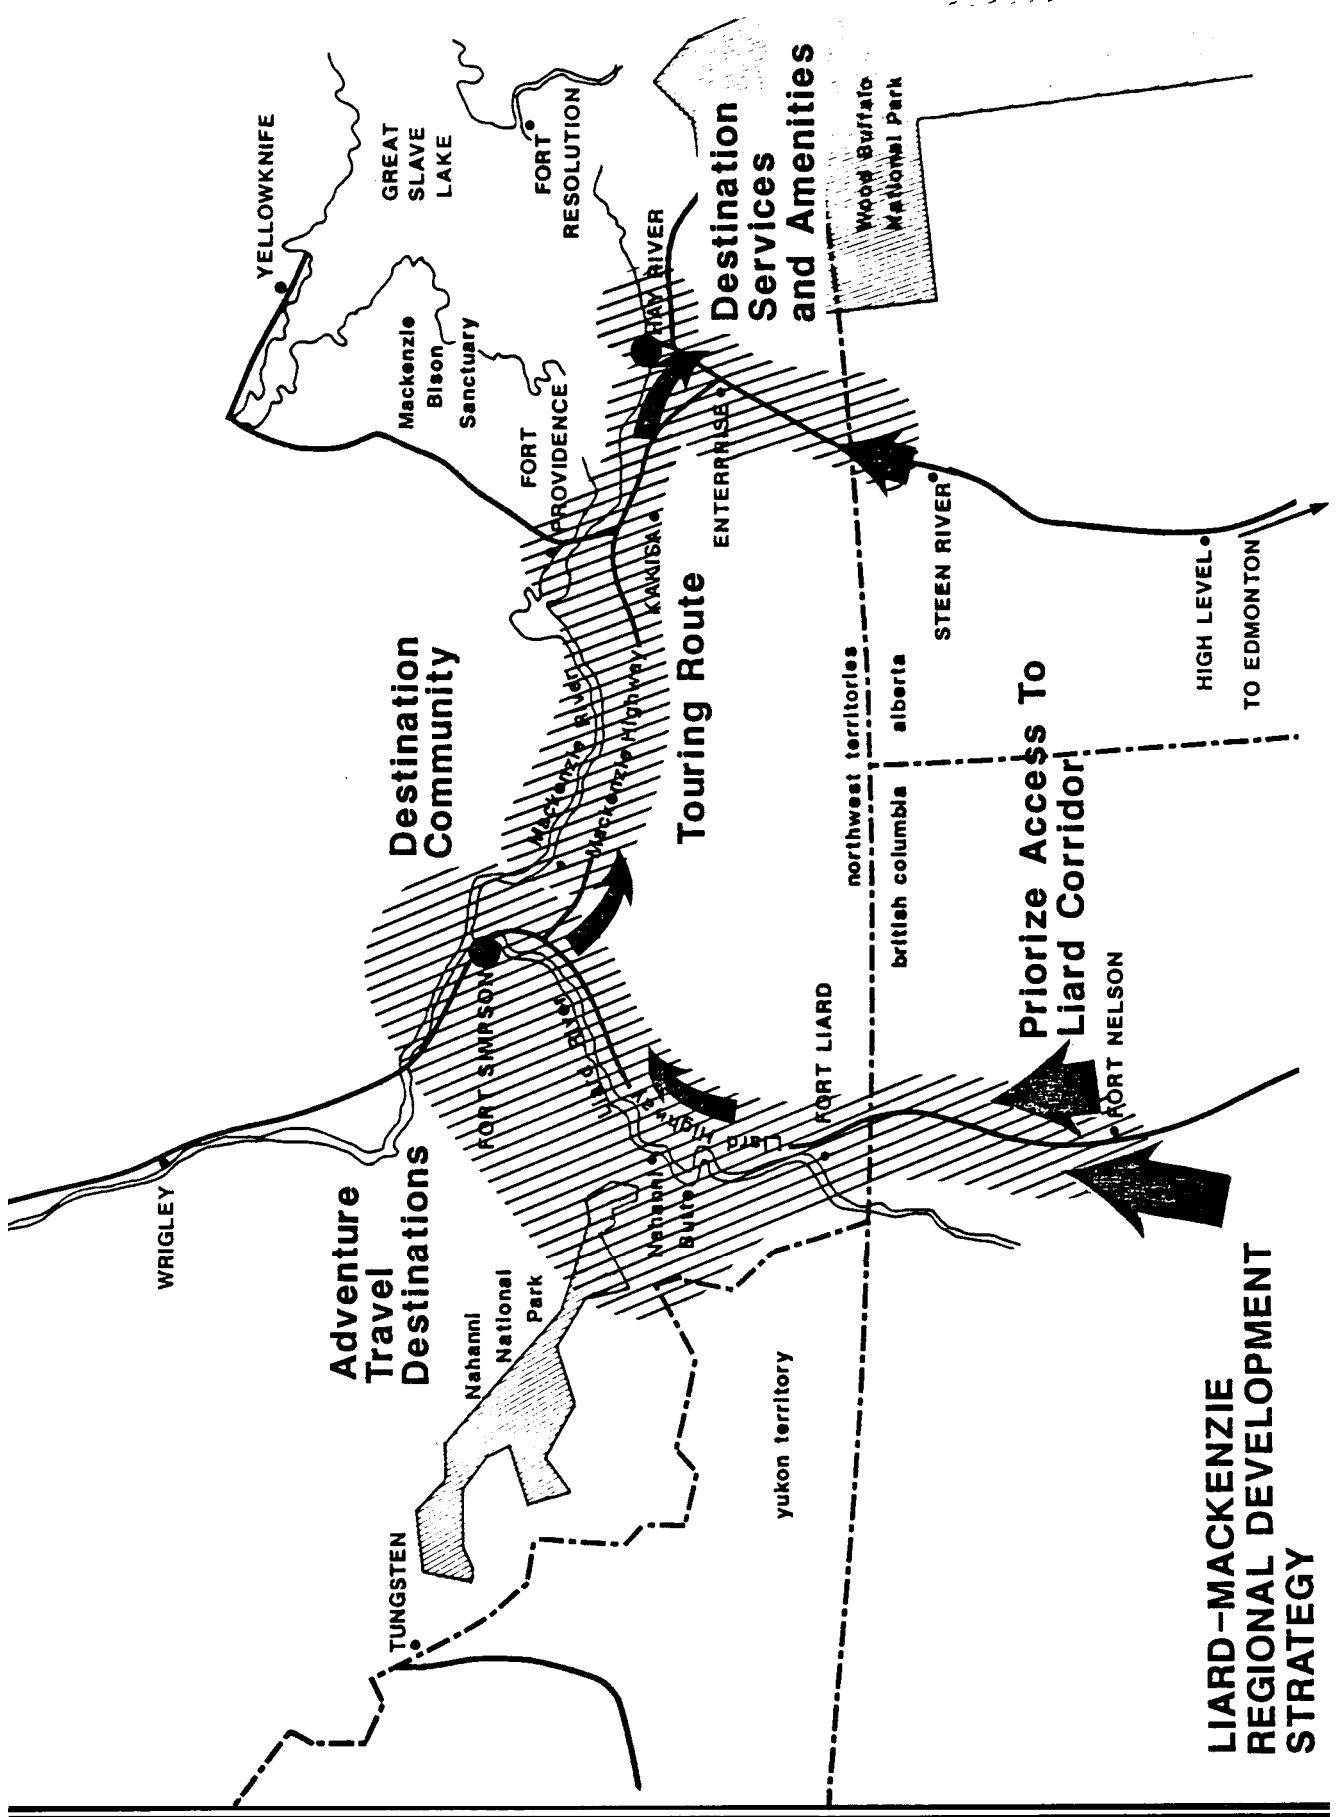 YELLOWKNIFE
GREAT
SLAVE
LAKE
FORT
RESOLUTION
Mackenzie
Bison
Sanctuary
FORT
PROVIDENCE
HAY RIVER
Destination
Services
and Amenities
Wood Buffalo
National Park
KAKISA
ENTERPRISE
STEEN RIVER
HIGH LEVEL
TO EDMONTON
Destination
Community
Mackenzie River
Mackenzie Highway
Touring Route
northwest territories
alberta
british columbia
Priorize Access To
Liard Corridor
FORT NELSON
FORT LIARD
FORT SIMPSON
Liard River
Liard Highway
Nahanni
Butte
WRIGLEY
Adventure
Travel
Destinations
Nahanni
National
Park
TUNGSTEN
yukon territory
LIARD-MACKENZIE
REGIONAL DEVELOPMENT
STRATEGY